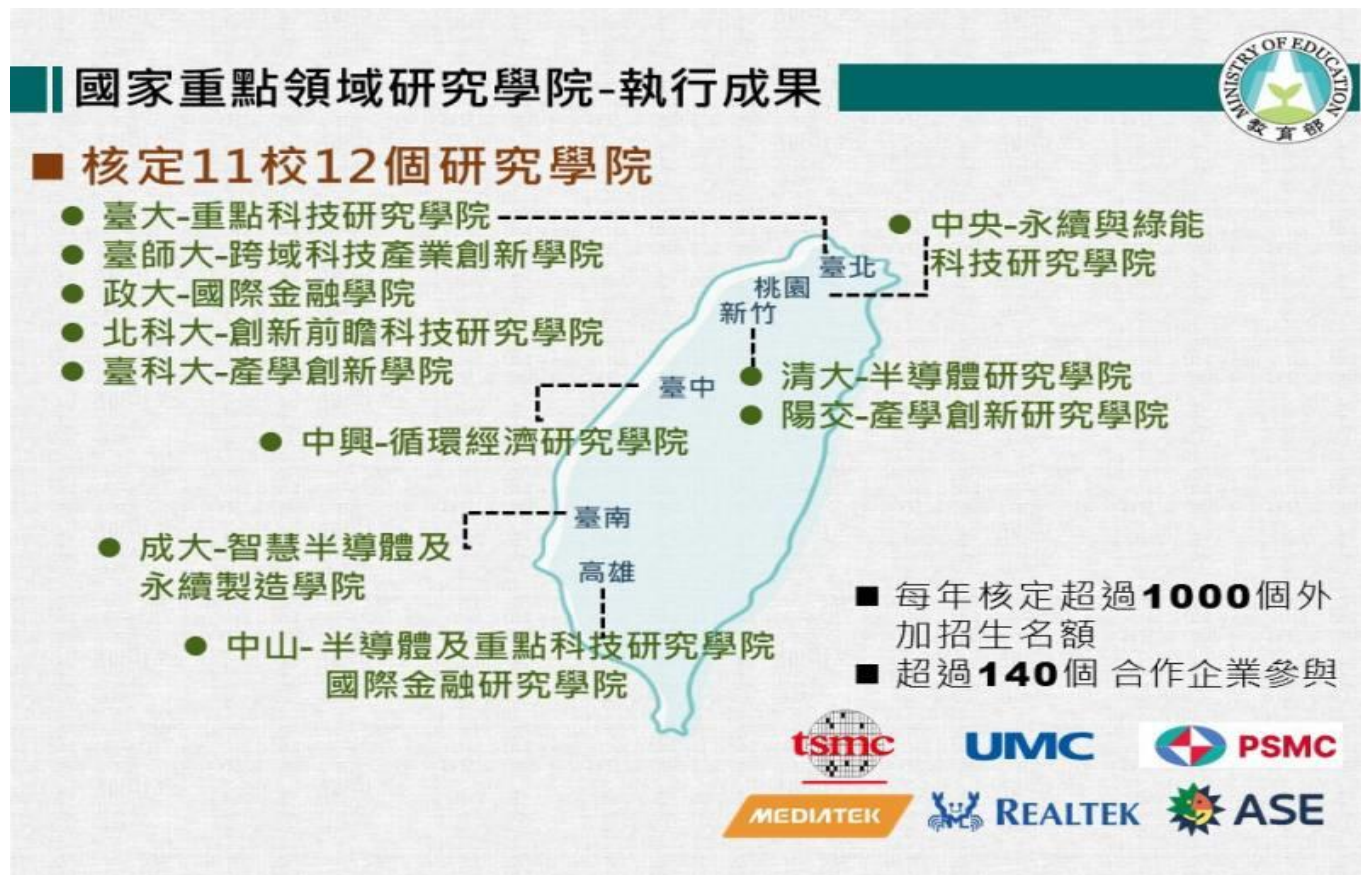 國家重點領域研究學院-執行成果
MINISTRY OF EDUCATION
教育部
■ 核定11校12個研究學院
● 臺大-重點科技研究學院
● 臺師大-跨域科技產業創新學院
● 政大-國際金融學院
● 北科大-創新前瞻科技研究學院
● 臺科大-產學創新學院
● 中央-永續與綠能
科技研究學院
臺北
桃園
新竹
● 清大-半導體研究學院
● 陽交-產學創新研究學院
臺中
● 中興-循環經濟研究學院
臺南
● 成大-智慧半導體及
永續製造學院
高雄
● 中山- 半導體及重點科技研究學院
國際金融研究學院
■ 每年核定超過1000個外
加招生名額
■ 超過140個 合作企業參與
tsmc
UMC
PSMC
MEDIATEK
REALTEK
ASE